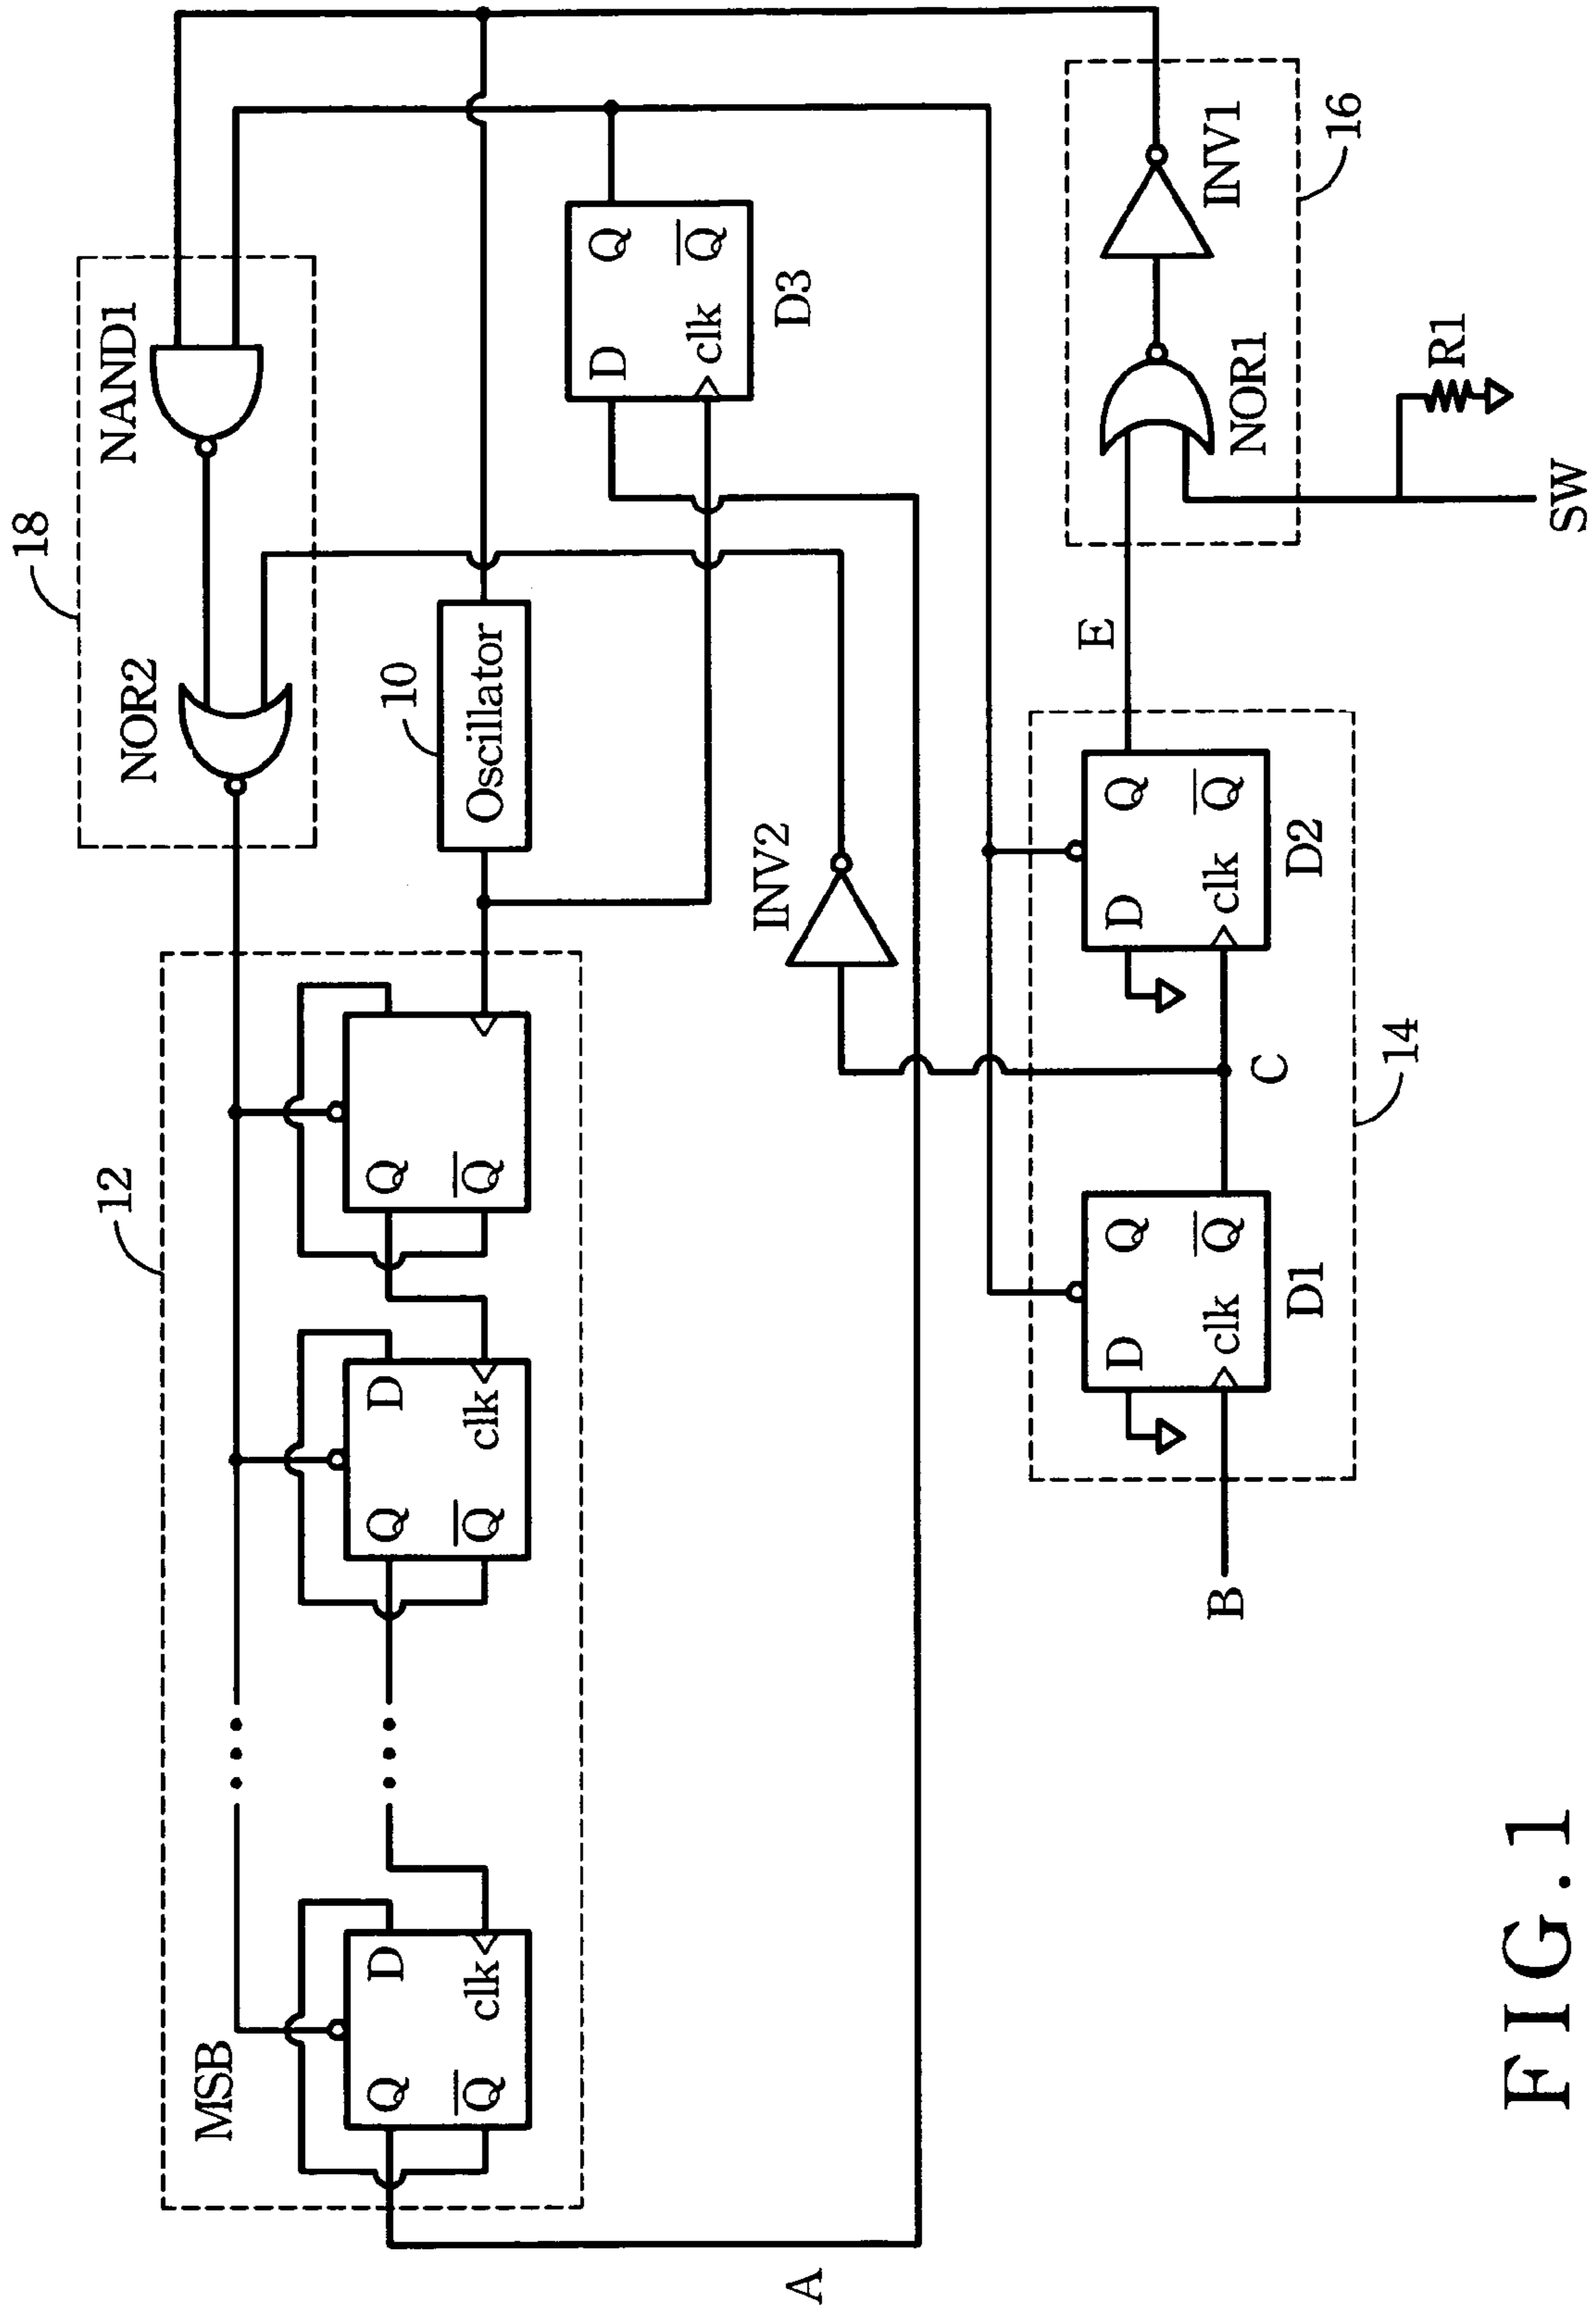 18
12
NAND1
NOR2
MSB
Q D
Q D
Q
10
Q̅ clk
Q̅ clk
Q̅
Oscillator
D Q
clk Q̅
INV2
D3
A
E
D Q
D Q
B
clk Q̅
clk Q̅
INV1
NOR1
C
D1
D2
16
14
R1
SW
FIG.1